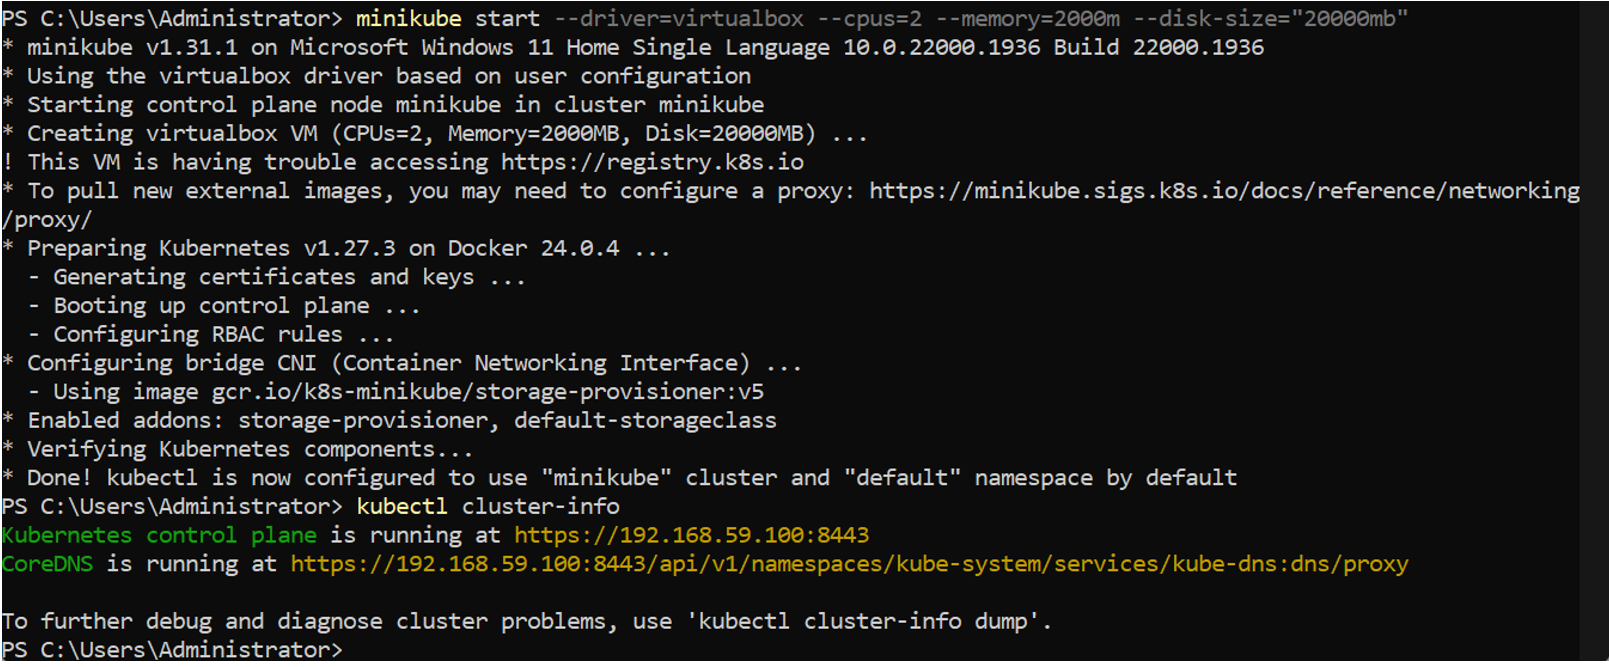 PS C:\Users\Administrator> minikube start --driver=virtualbox --cpus=2 --memory=2000m --disk-size="20000mb"
* minikube v1.31.1 on Microsoft Windows 11 Home Single Language 10.0.22000.1936 Build 22000.1936
* Using the virtualbox driver based on user configuration
* Starting control plane node minikube in cluster minikube
* Creating virtualbox VM (CPUs=2, Memory=2000MB, Disk=20000MB) ...
! This VM is having trouble accessing https://registry.k8s.io
* To pull new external images, you may need to configure a proxy: https://minikube.sigs.k8s.io/docs/reference/networking
/proxy/
* Preparing Kubernetes v1.27.3 on Docker 24.0.4 ...
  - Generating certificates and keys ...
  - Booting up control plane ...
  - Configuring RBAC rules ...
* Configuring bridge CNI (Container Networking Interface) ...
  - Using image gcr.io/k8s-minikube/storage-provisioner:v5
* Enabled addons: storage-provisioner, default-storageclass
* Verifying Kubernetes components...
* Done! kubectl is now configured to use "minikube" cluster and "default" namespace by default
PS C:\Users\Administrator> kubectl cluster-info
Kubernetes control plane is running at https://192.168.59.100:8443
CoreDNS is running at https://192.168.59.100:8443/api/v1/namespaces/kube-system/services/kube-dns:dns/proxy

To further debug and diagnose cluster problems, use 'kubectl cluster-info dump'.
PS C:\Users\Administrator>